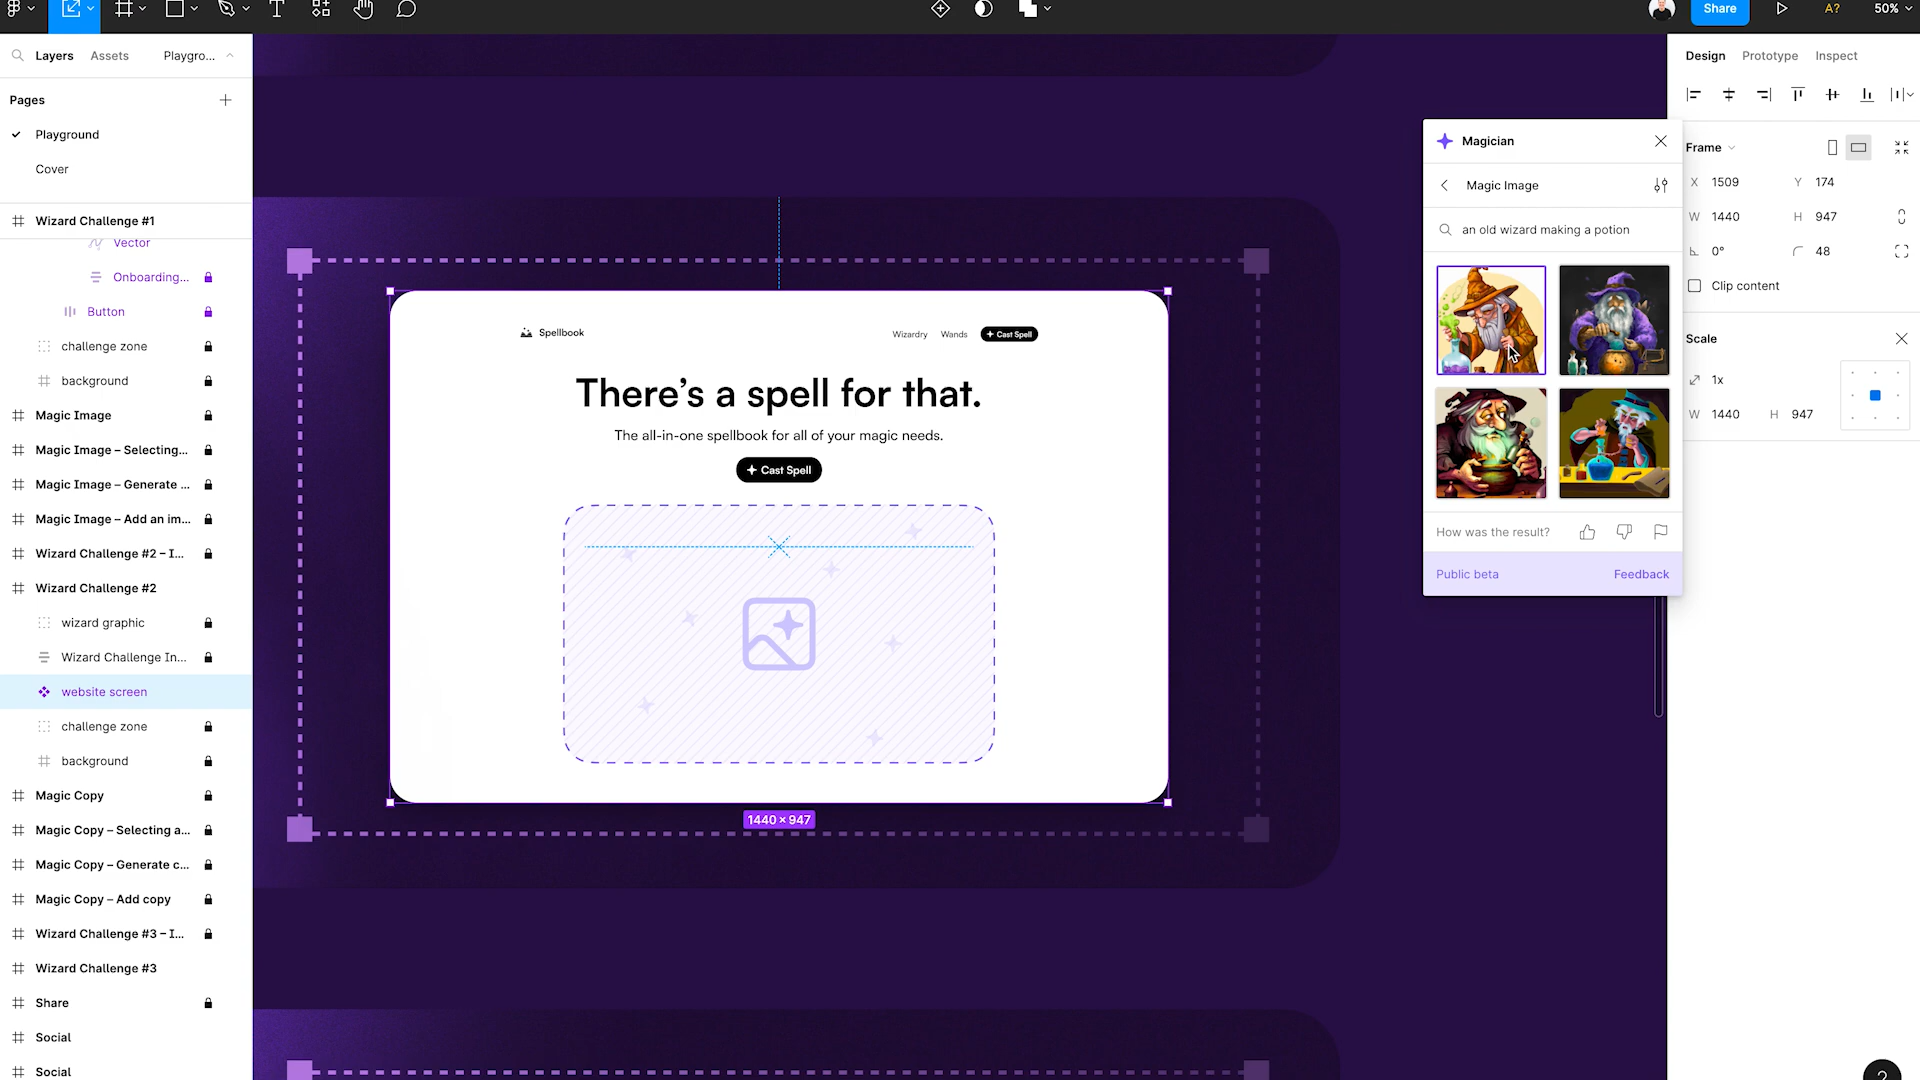 Share
A?
50%
Layers
Assets
Playgro...
Pages
Playground
Cover
Wizard Challenge #1
Vector
Onboarding...
Button
challenge zone
background
Magic Image
Magic Image – Selecting...
Magic Image – Generate ...
Magic Image – Add an im...
Wizard Challenge #2 – I...
Wizard Challenge #2
wizard graphic
Wizard Challenge In...
website screen
challenge zone
background
Magic Copy
Magic Copy – Selecting a...
Magic Copy – Generate c...
Magic Copy – Add copy
Wizard Challenge #3 – I...
Wizard Challenge #3
Share
Social
Social
Spellbook
Wizardry
Wands
Cast Spell
There's a spell for that.
The all-in-one spellbook for all of your magic needs.
Cast Spell
1440 × 947
Magician
Magic Image
an old wizard making a potion
How was the result?
Public beta
Feedback
Design
Prototype
Inspect
Frame
X 1509
Y 174
W 1440
H 947
0°
48
Clip content
Scale
1x
W 1440
H 947
?